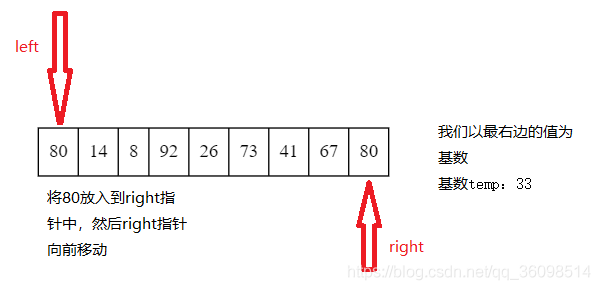 left
80 14 8 92 26 73 41 67 80
我们以最右边的值为
基数
基数temp：33
将80放入到right指
针中，然后right指针
向前移动
right
https://blog.csdn.net/qq_36098514